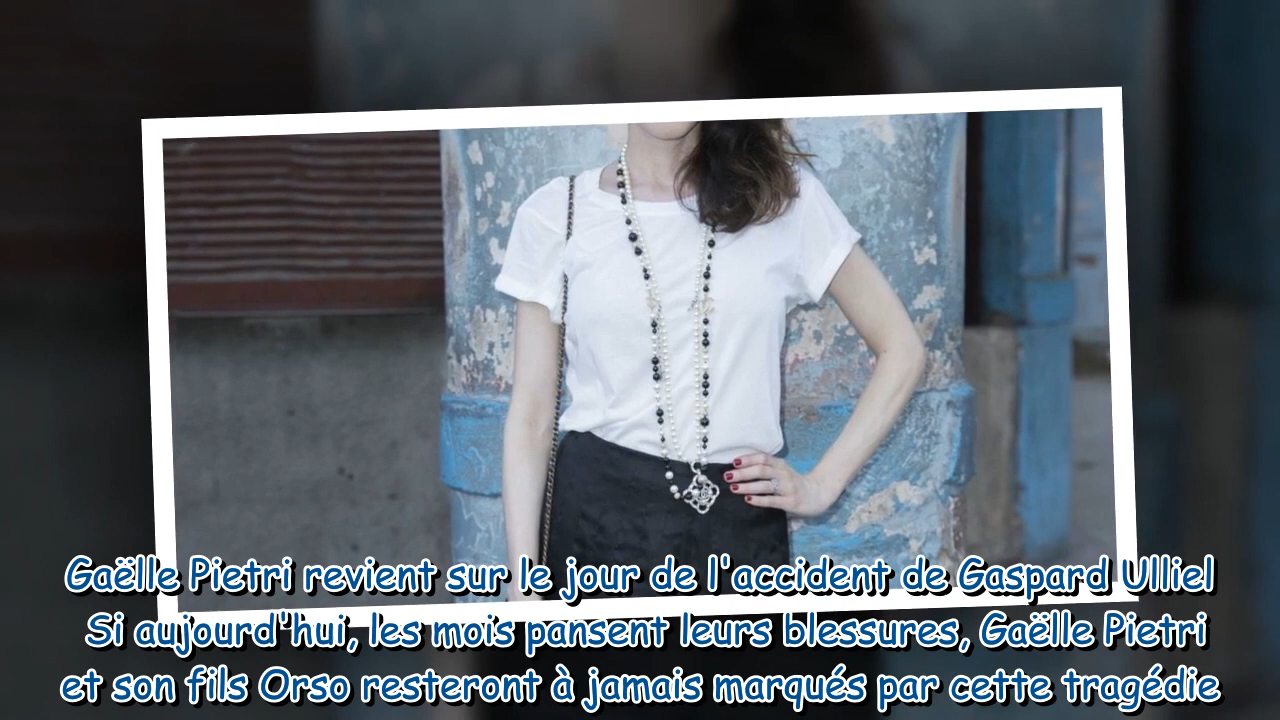 Gaëlle Pietri revient sur le jour de l'accident de Gaspard Ulliel
Si aujourd'hui, les mois pansent leurs blessures, Gaëlle Pietri
et son fils Orso resteront à jamais marqués par cette tragédie